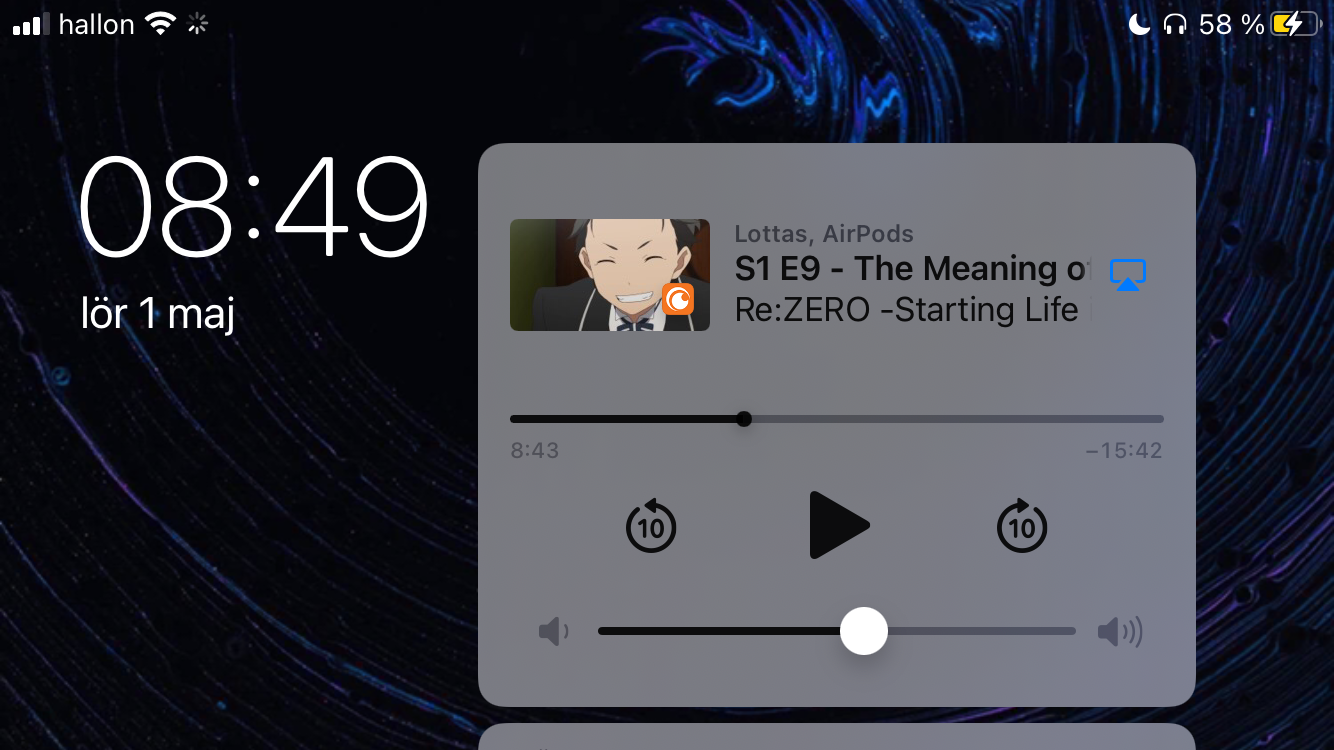 hallon
58 %
08:49
lör 1 maj
Lottas, AirPods
S1 E9 - The Meaning of
Re:ZERO -Starting Life
8:43
−15:42
10
10